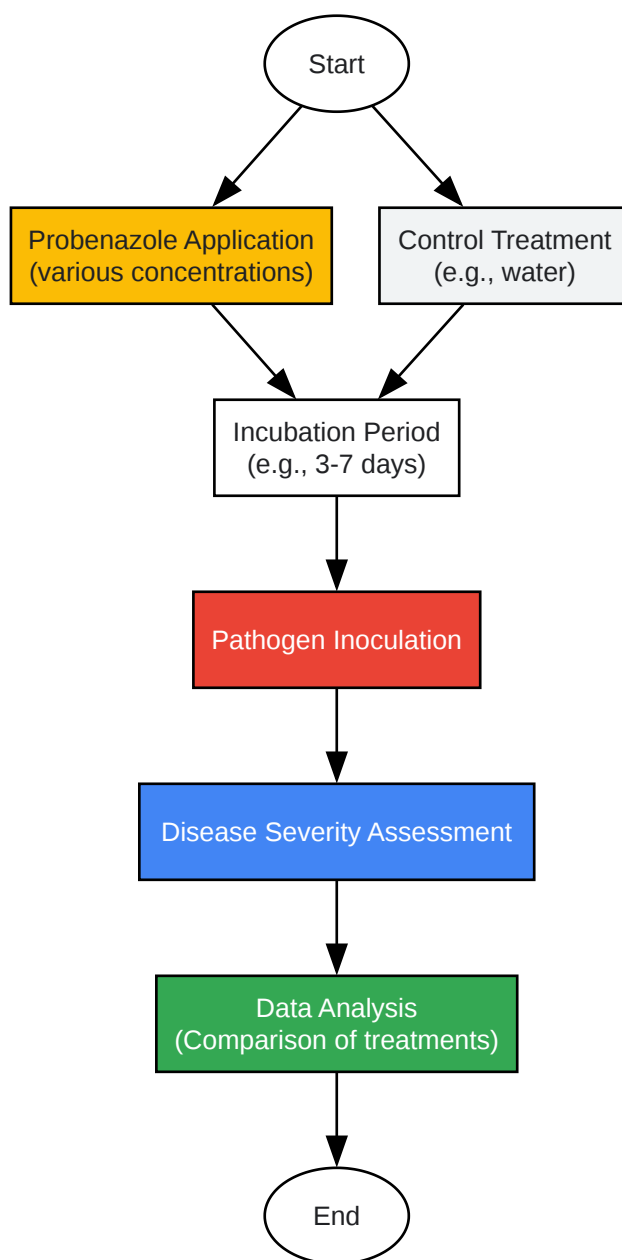 Start
Probenazole Application
(various concentrations)
Control Treatment
(e.g., water)
Incubation Period
(e.g., 3-7 days)
Pathogen Inoculation
Disease Severity Assessment
Data Analysis
(Comparison of treatments)
End